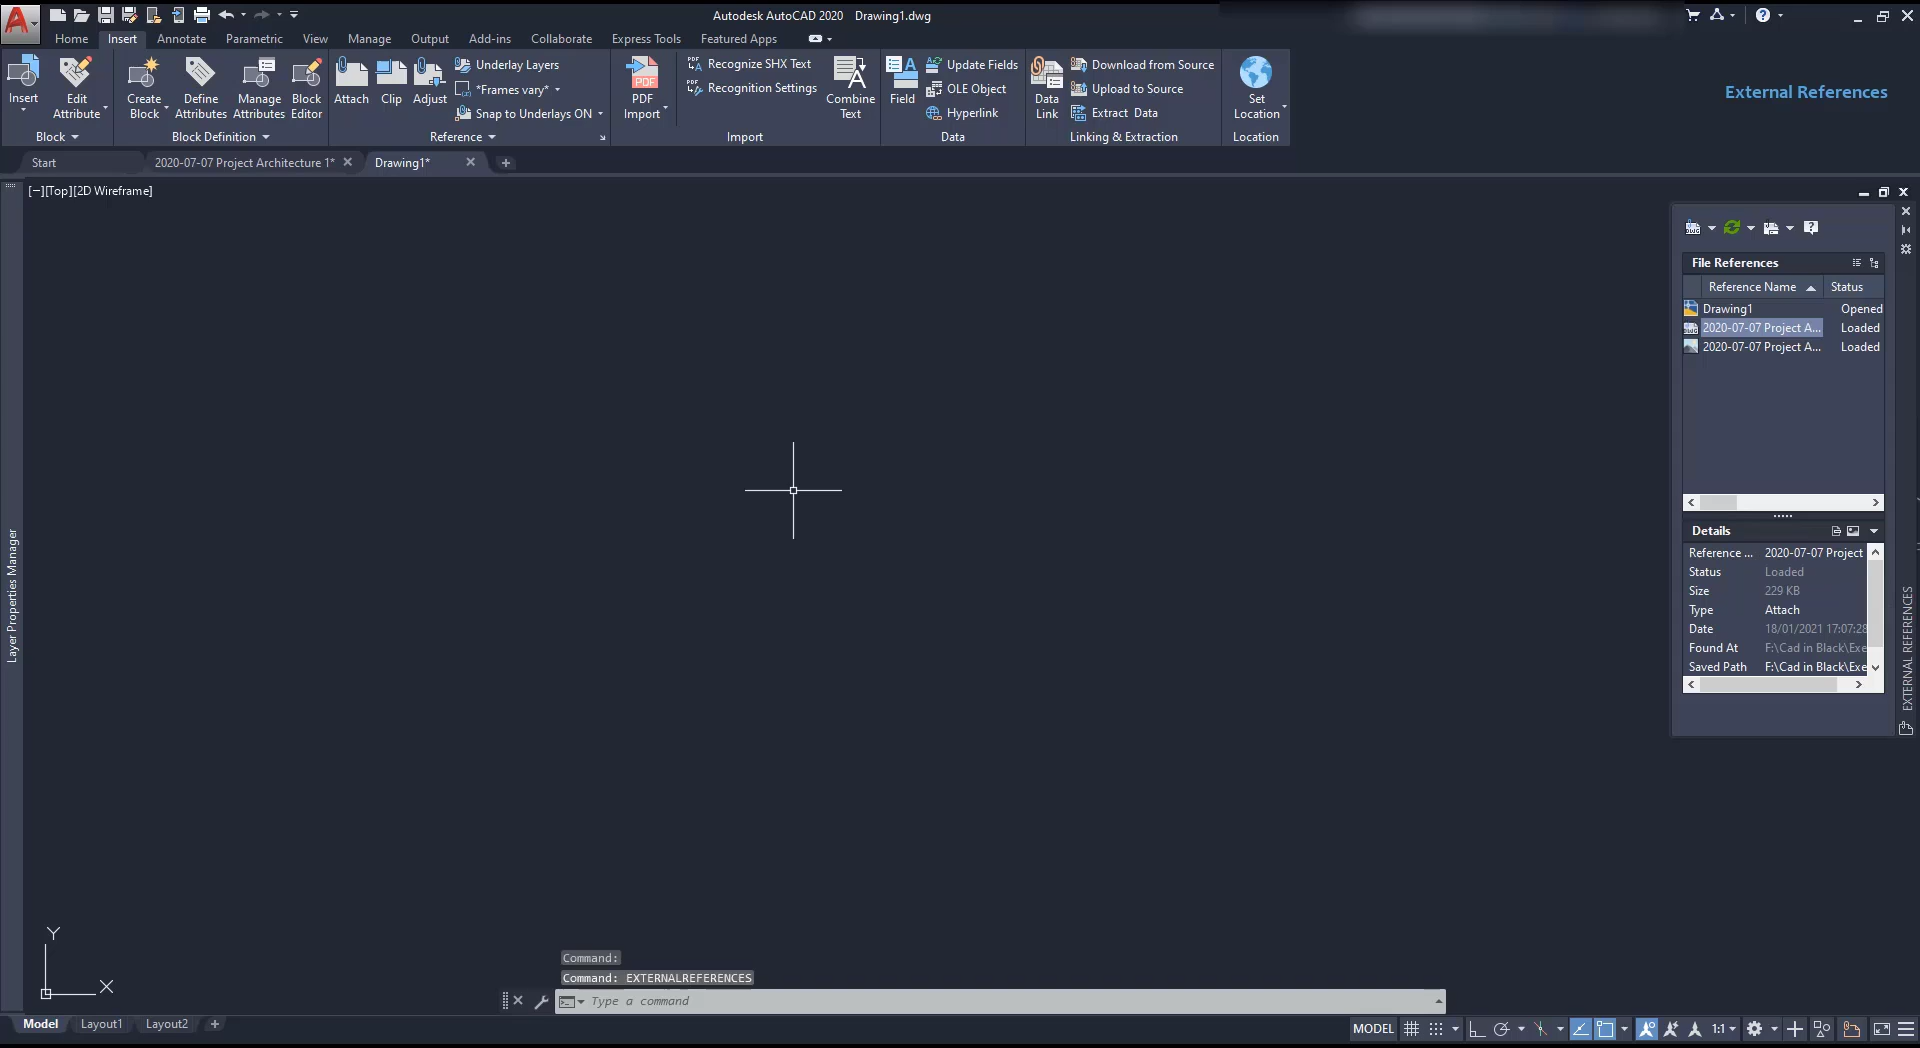 Autodesk AutoCAD 2020 Drawing1.dwg
Home Insert Annotate Parametric View Manage Output Add-ins Collaborate Express Tools Featured Apps
Insert
Edit
Attribute
Block
Create
Block
Define
Attributes
Manage
Attributes
Block
Editor
Block Definition
Attach
Clip
Adjust
Underlay Layers
*Frames vary*
Snap to Underlays ON
Reference
PDF
PDF
Import
Recognize SHX Text
Recognition Settings
Combine
Text
Import
Field
Update Fields
OLE Object
Hyperlink
Data
Data
Link
Download from Source
Upload to Source
Extract Data
Linking & Extraction
Set
Location
Location
External References
Start 2020-07-07 Project Architecture 1* Drawing1*
[−][Top][2D Wireframe]
Layer Properties Manager
File References
Reference Name Status
Drawing1 Opened
2020-07-07 Project A... Loaded
2020-07-07 Project A... Loaded
Details
Reference ... 2020-07-07 Project
Status Loaded
Size 229 KB
Type Attach
Date 18/01/2021 17:07:28
Found At F:\Cad in Black\Exe
Saved Path F:\Cad in Black\Exe
EXTERNAL REFERENCES
Y
X
Command:
Command: EXTERNALREFERENCES
Type a command
Model Layout1 Layout2
MODEL 1:1